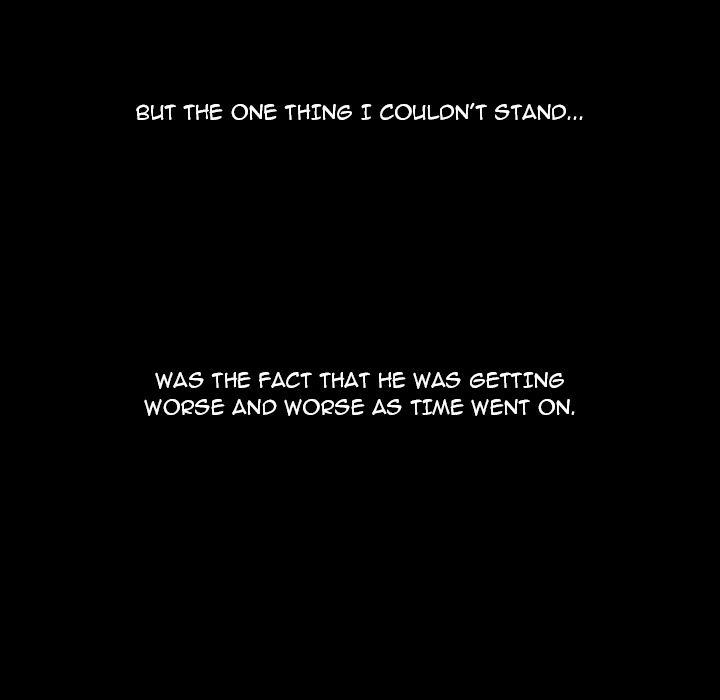 BUT THE ONE THING I COULDN'T STAND...
WAS THE FACT THAT HE WAS GETTING
WORSE AND WORSE AS TIME WENT ON.